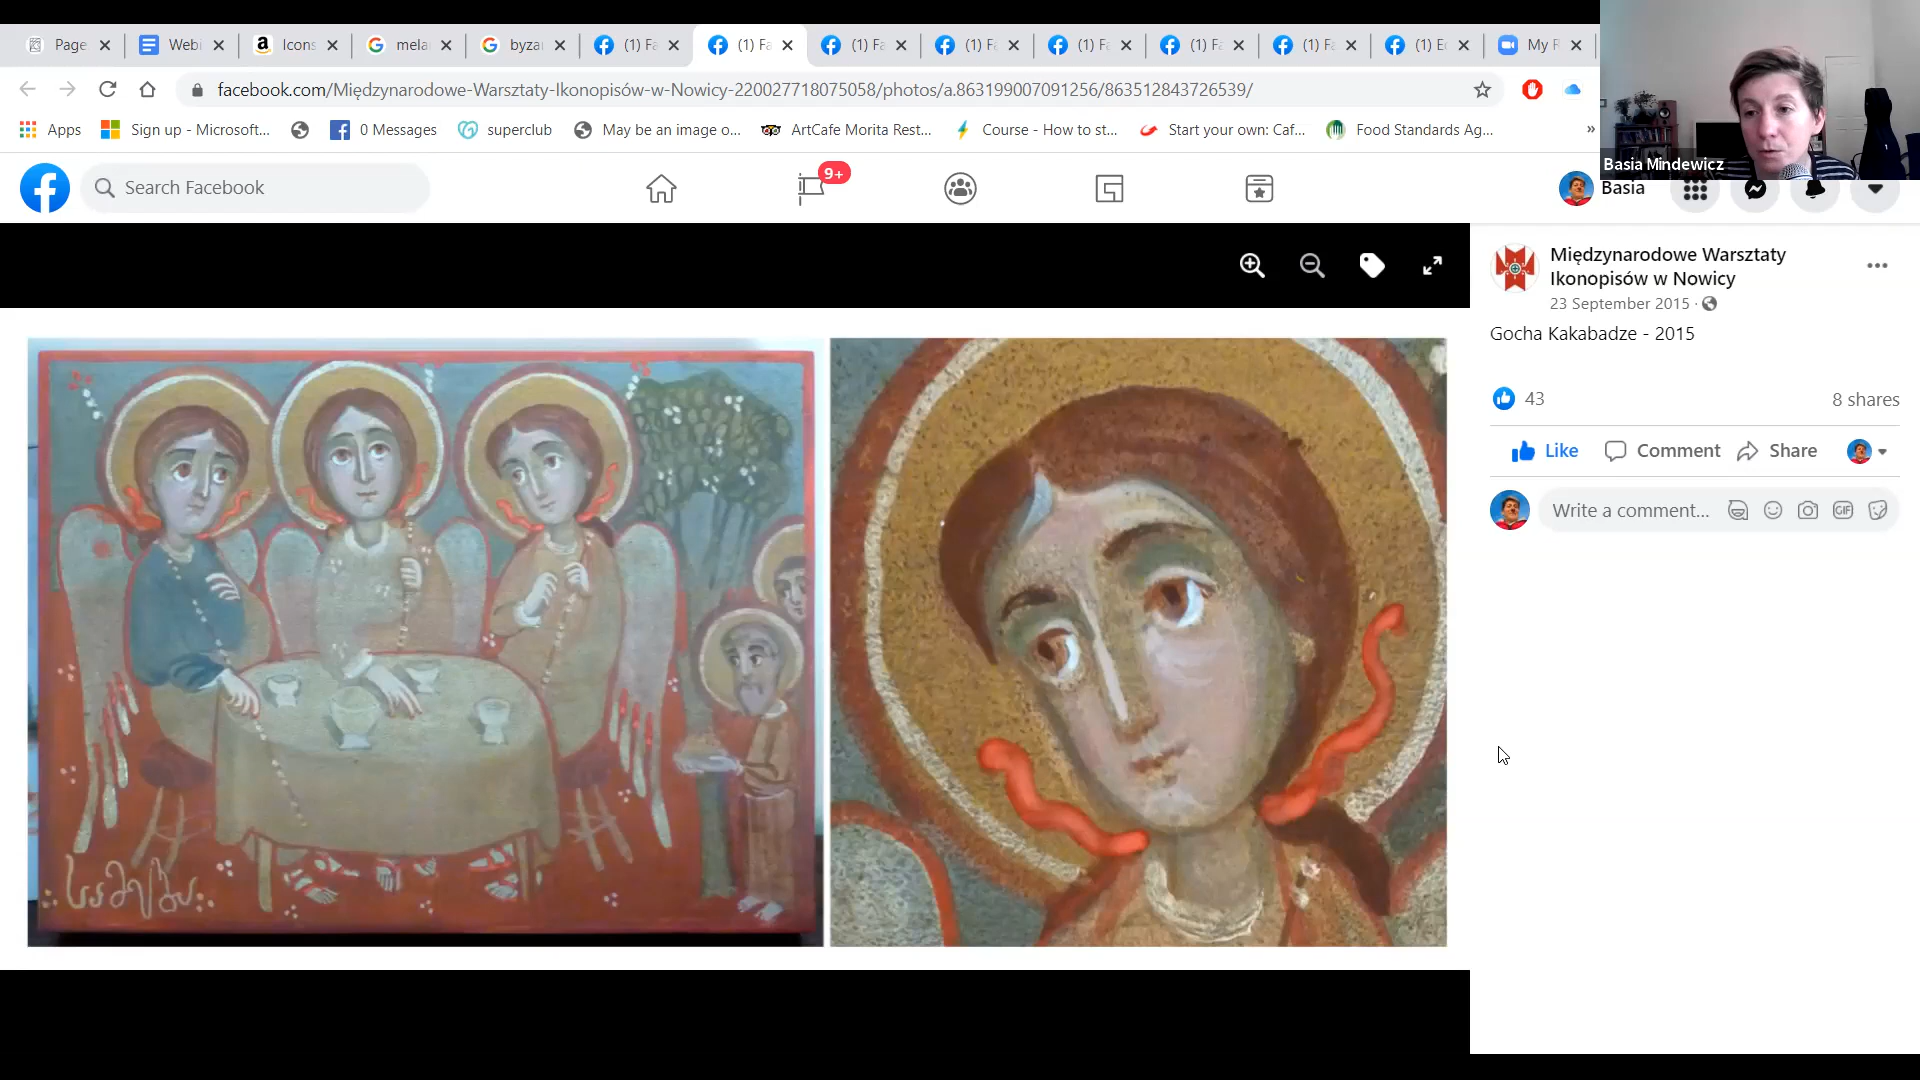 Page
Webi
Icons
mela
byza
(1) Fa
(1) Fa
(1) Fa
(1) Fa
(1) Fa
(1) Fa
(1) Fa
(1) Ec
My F
facebook.com/Międzynarodowe-Warsztaty-Ikonopisów-w-Nowicy-220027718075058/photos/a.863199007091256/863512843726539/
Apps
Sign up - Microsoft...
0 Messages
superclub
May be an image o...
ArtCafe Morita Rest...
Course - How to st...
Start your own: Caf...
Food Standards Ag...
»
Basia Mindewicz
Search Facebook
9+
Basia
Międzynarodowe Warsztaty
Ikonopisów w Nowicy
23 September 2015 ·
Gocha Kakabadze - 2015
43
8 shares
Like
Comment
Share
Write a comment...
GIF